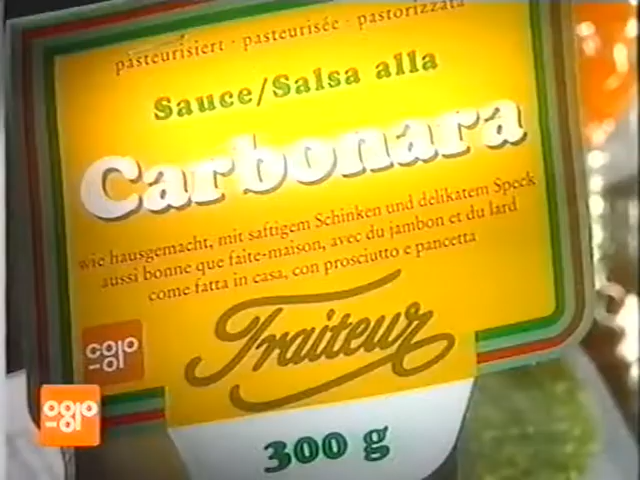 pasteurisiert · pasteurisée · pastorizzata
Sauce/Salsa alla
Carbonara
wie hausgemacht, mit saftigem Schinken und delikatem Speck
aussi bonne que faite-maison, avec du jambon et du lard
come fatta in casa, con prosciutto e pancetta
Traiteur
300 g